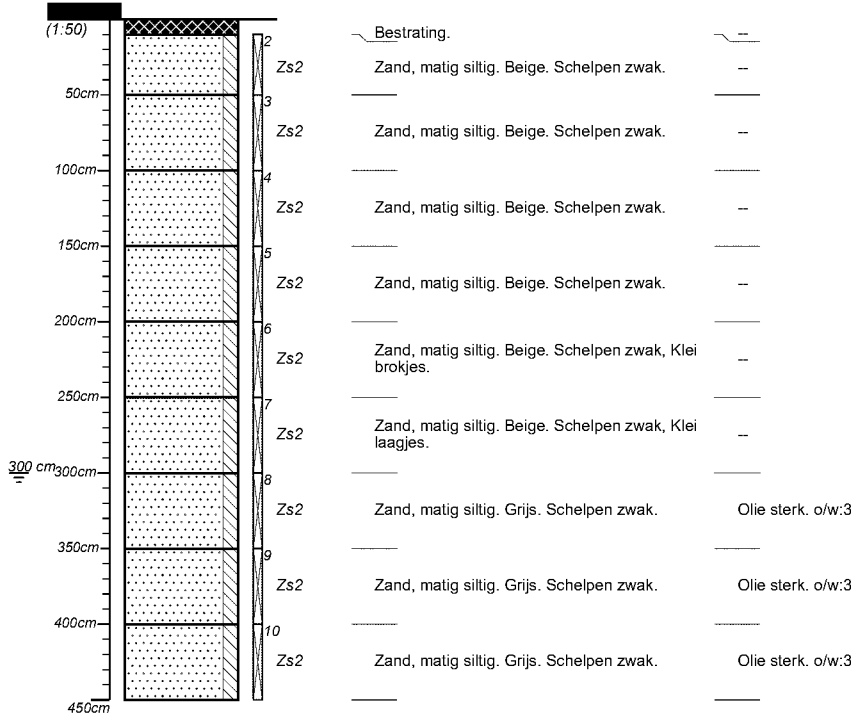 (1:50)
Bestrating. --
2
Zs2 Zand, matig siltig. Beige. Schelpen zwak. --
50cm
3
Zs2 Zand, matig siltig. Beige. Schelpen zwak. --
100cm
4
Zs2 Zand, matig siltig. Beige. Schelpen zwak. --
150cm
5
Zs2 Zand, matig siltig. Beige. Schelpen zwak. --
200cm
6
Zs2 Zand, matig siltig. Beige. Schelpen zwak, Klei
brokjes. --
250cm
7
Zs2 Zand, matig siltig. Beige. Schelpen zwak, Klei
laagjes. --
300 cm 300cm
8
Zs2 Zand, matig siltig. Grijs. Schelpen zwak. Olie sterk. o/w:3
350cm
9
Zs2 Zand, matig siltig. Grijs. Schelpen zwak. Olie sterk. o/w:3
400cm
10
Zs2 Zand, matig siltig. Grijs. Schelpen zwak. Olie sterk. o/w:3
450cm